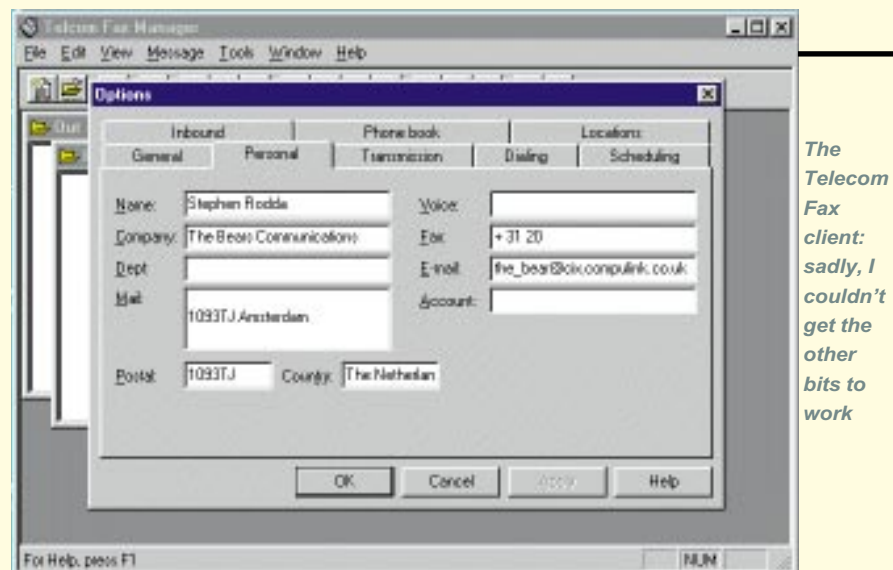 Telcom Fax Manager
File Edit View Message Tools Window Help
Options
Out
Inbound Phone book Locations
General Personal Transmission Dialing Scheduling
Name: Stephen Rodda
Company: The Bears Communications
Dept:
Mail: 1093TJ Amsterdam
Postal: 1093TJ Country: The Netherlan
Voice:
Fax: + 31 20
E-mail: the_bear@cix.compulink.co.uk
Account:
OK Cancel Apply Help
For Help, press F1 NUM
The
Telecom
Fax
client:
sadly, I
couldn't
get the
other
bits to
work